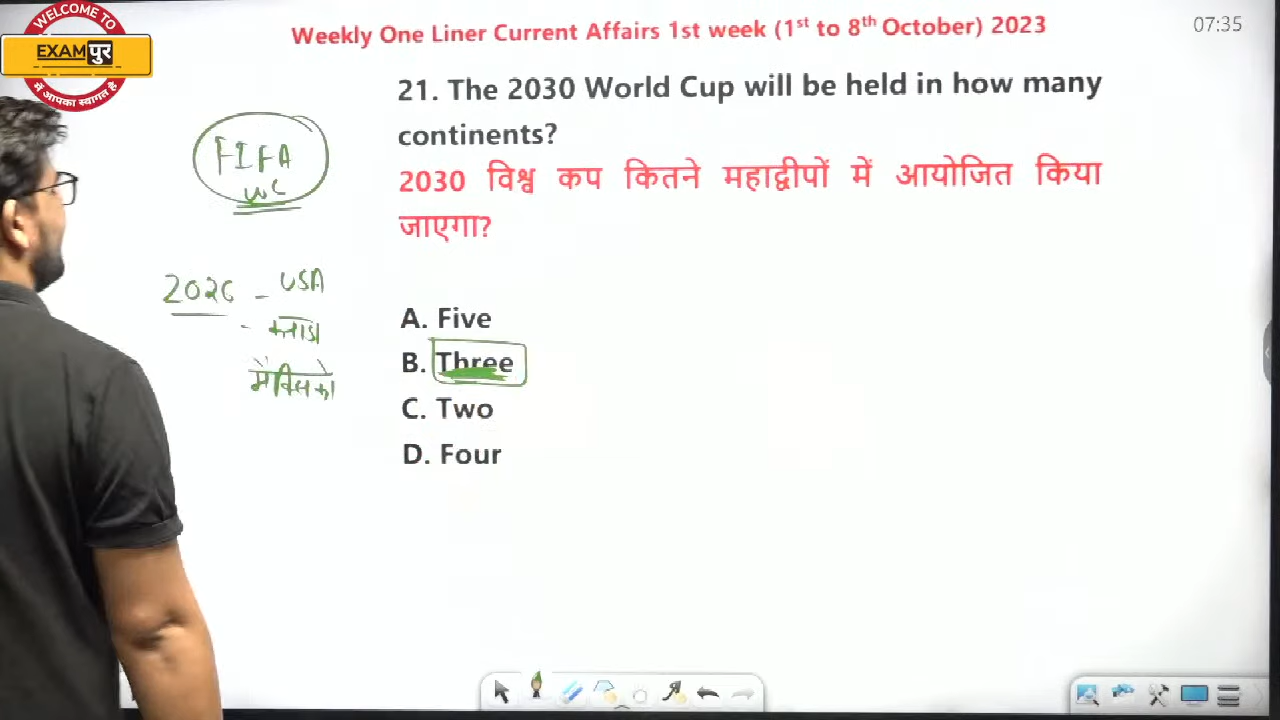 WELCOME TO
EXAMपुर
में आपका स्वागत है
Weekly One Liner Current Affairs 1st week (1st to 8th October) 2023
07:35
21. The 2030 World Cup will be held in how many
continents?
2030 विश्व कप कितने महाद्वीपों में आयोजित किया
जाएगा?
FIFA
WC
2026 - USA
मैक्सिको
A. Five
B. Three
C. Two
D. Four